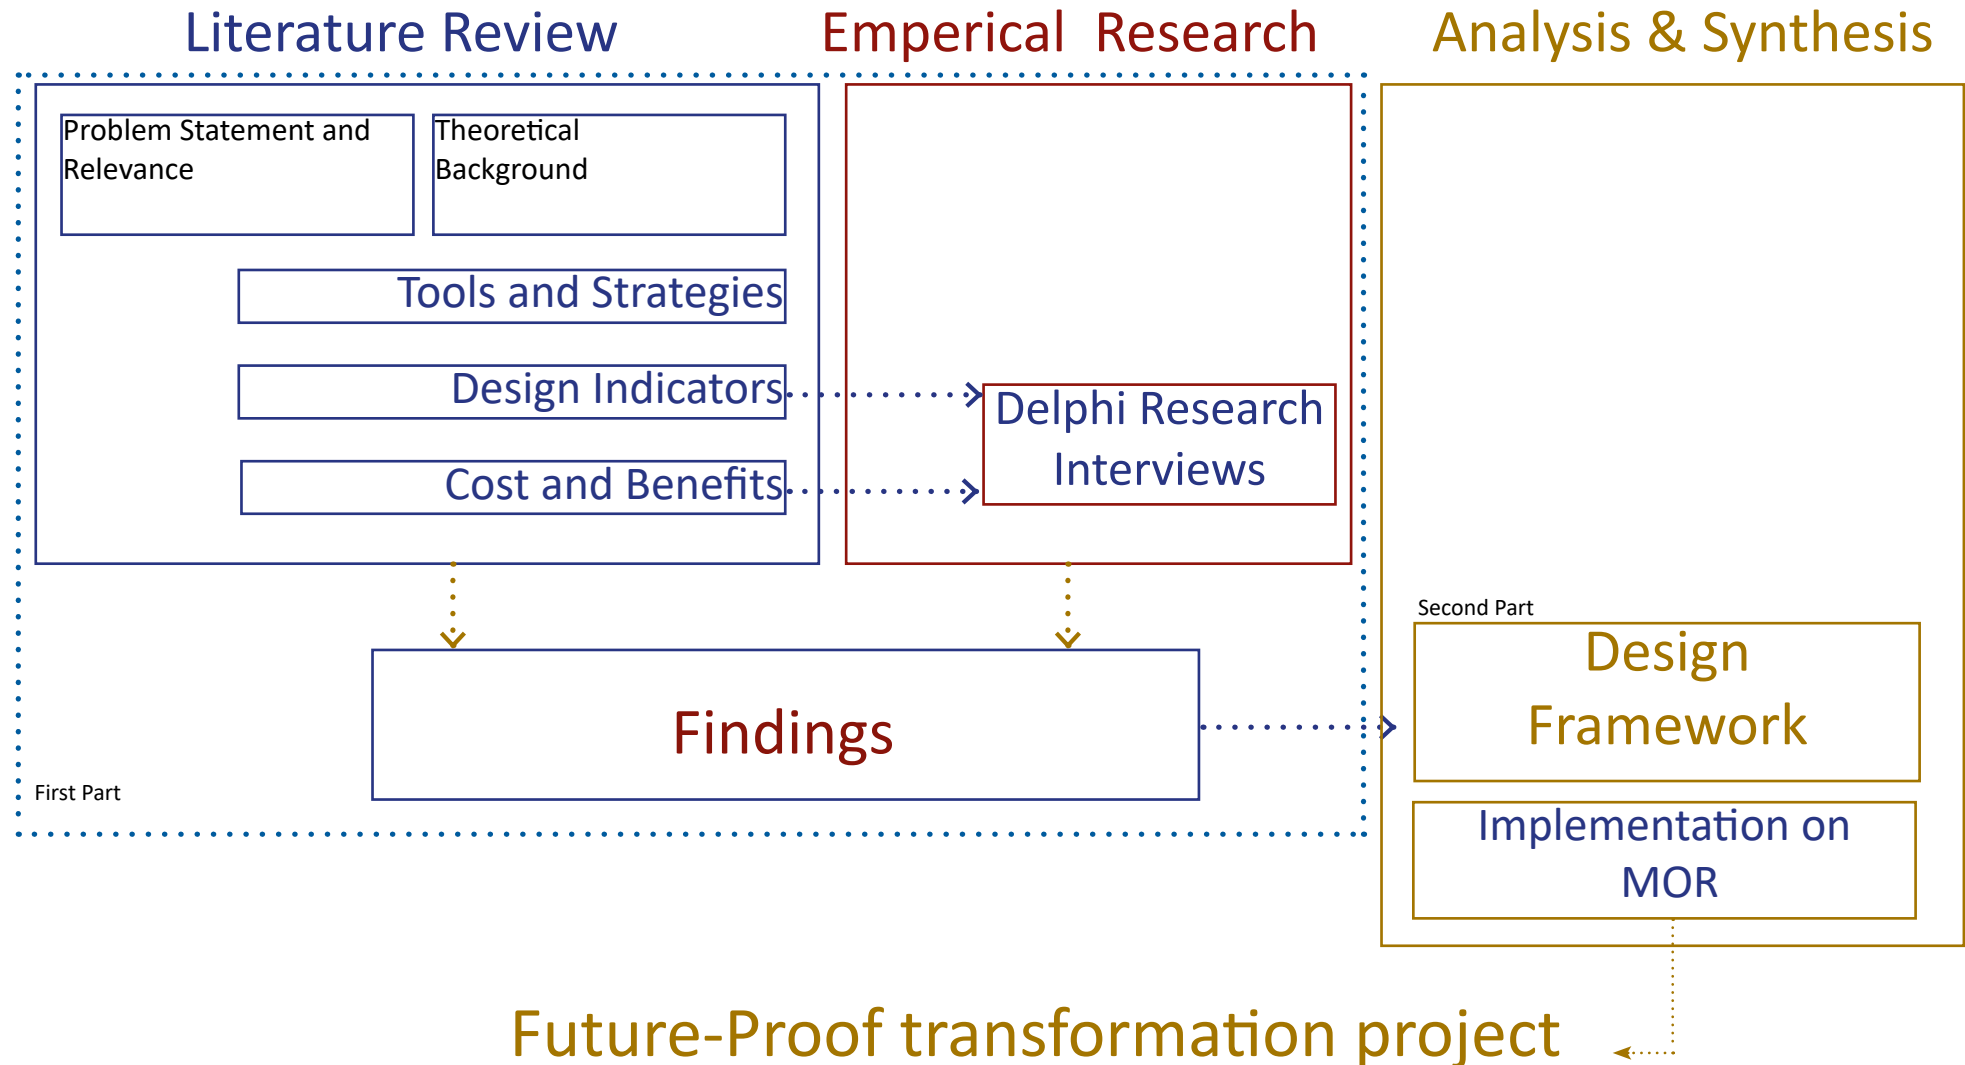 Literature Review
Emperical Research
Analysis & Synthesis
Problem Statement and
Relevance
Theoretical
Background
Tools and Strategies
Design Indicators
Cost and Benefits
Delphi Research
Interviews
Findings
First Part
Second Part
Design
Framework
Implementation on
MOR
Future-Proof transformation project